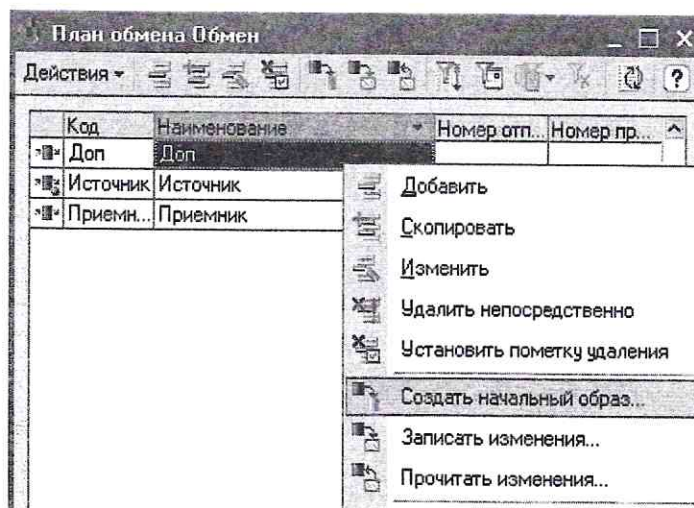 План обмена Обмен
Действия
Код Наименование Номер отп... Номер пр...
Доп Доп
Источник Источник
Приемн... Приемник
Добавить
Скопировать
Изменить
Удалить непосредственно
Установить пометку удаления
Создать начальный образ...
Записать изменения...
Прочитать изменения...